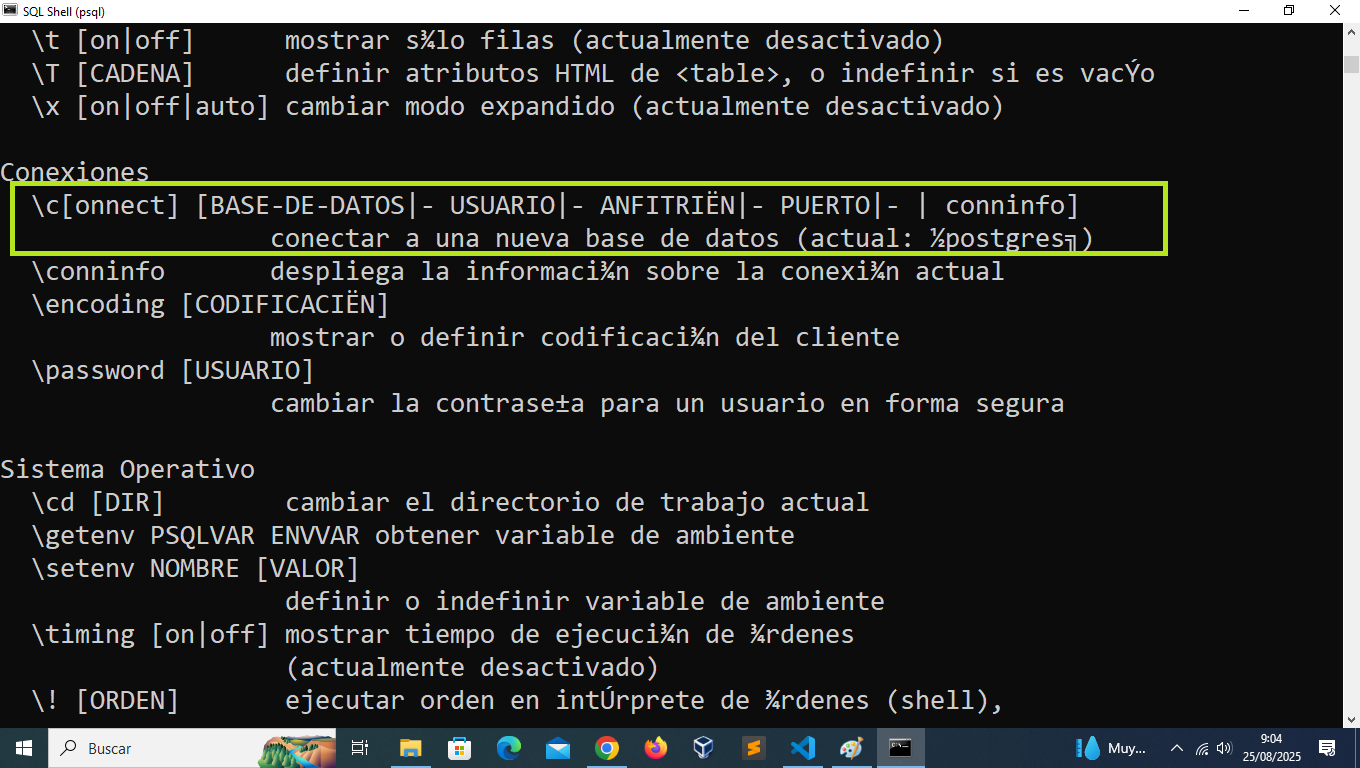 SQL Shell (psql)
\t [on|off]      mostrar s¾lo filas (actualmente desactivado)
\T [CADENA]      definir atributos HTML de <table>, o indefinir si es vacÝo
\x [on|off|auto] cambiar modo expandido (actualmente desactivado)
Conexiones
\c[onnect] [BASE-DE-DATOS|- USUARIO|- ANFITRIËN|- PUERTO|- | conninfo]
conectar a una nueva base de datos (actual: ½postgres╗)
\conninfo       despliega la informaci¾n sobre la conexi¾n actual
\encoding [CODIFICACIËN]
mostrar o definir codificaci¾n del cliente
\password [USUARIO]
cambiar la contrase±a para un usuario en forma segura
Sistema Operativo
\cd [DIR]        cambiar el directorio de trabajo actual
\getenv PSQLVAR ENVVAR obtener variable de ambiente
\setenv NOMBRE [VALOR]
definir o indefinir variable de ambiente
\timing [on|off] mostrar tiempo de ejecuci¾n de ¾rdenes
(actualmente desactivado)
\! [ORDEN]       ejecutar orden en intÚrprete de ¾rdenes (shell),
Buscar
Muy...
9:04
25/08/2025